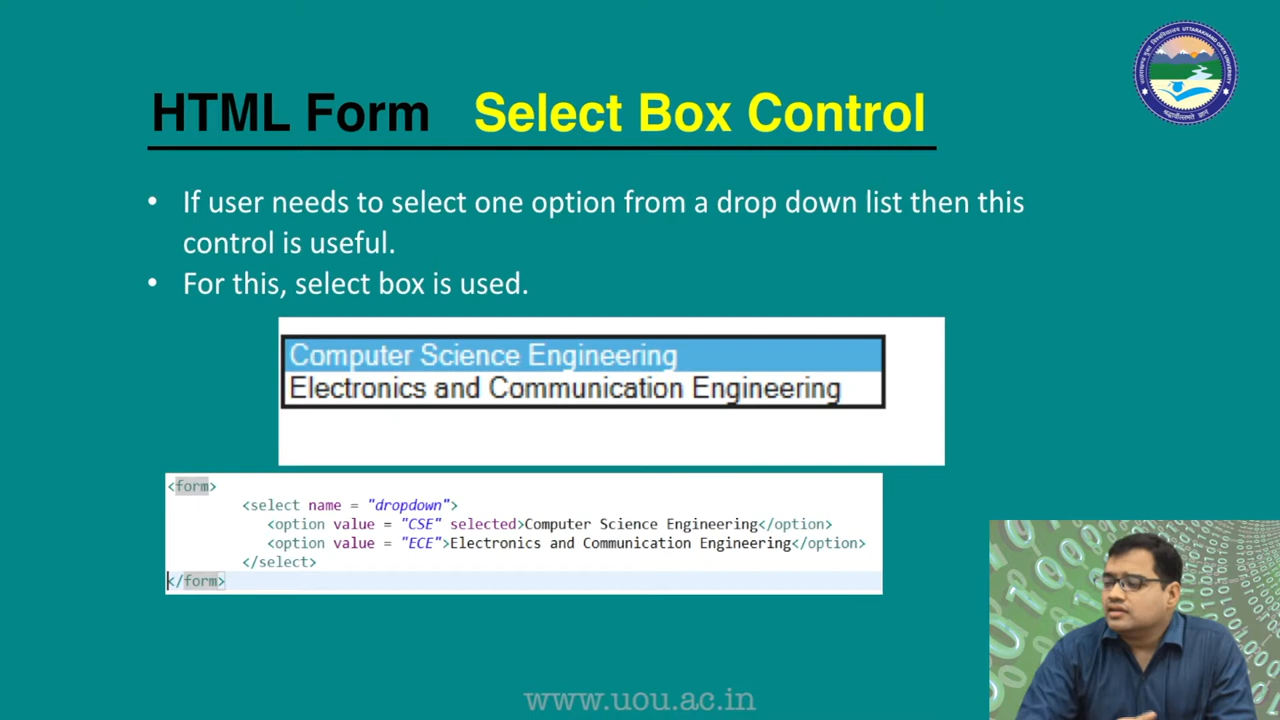 HTML Form Select Box Control
• If user needs to select one option from a drop down list then this
control is useful.
• For this, select box is used.
Computer Science Engineering
Electronics and Communication Engineering
<form>
<select name = "dropdown">
<option value = "CSE" selected>Computer Science Engineering</option>
<option value = "ECE">Electronics and Communication Engineering</option>
</select>
</form>
www.uou.ac.in